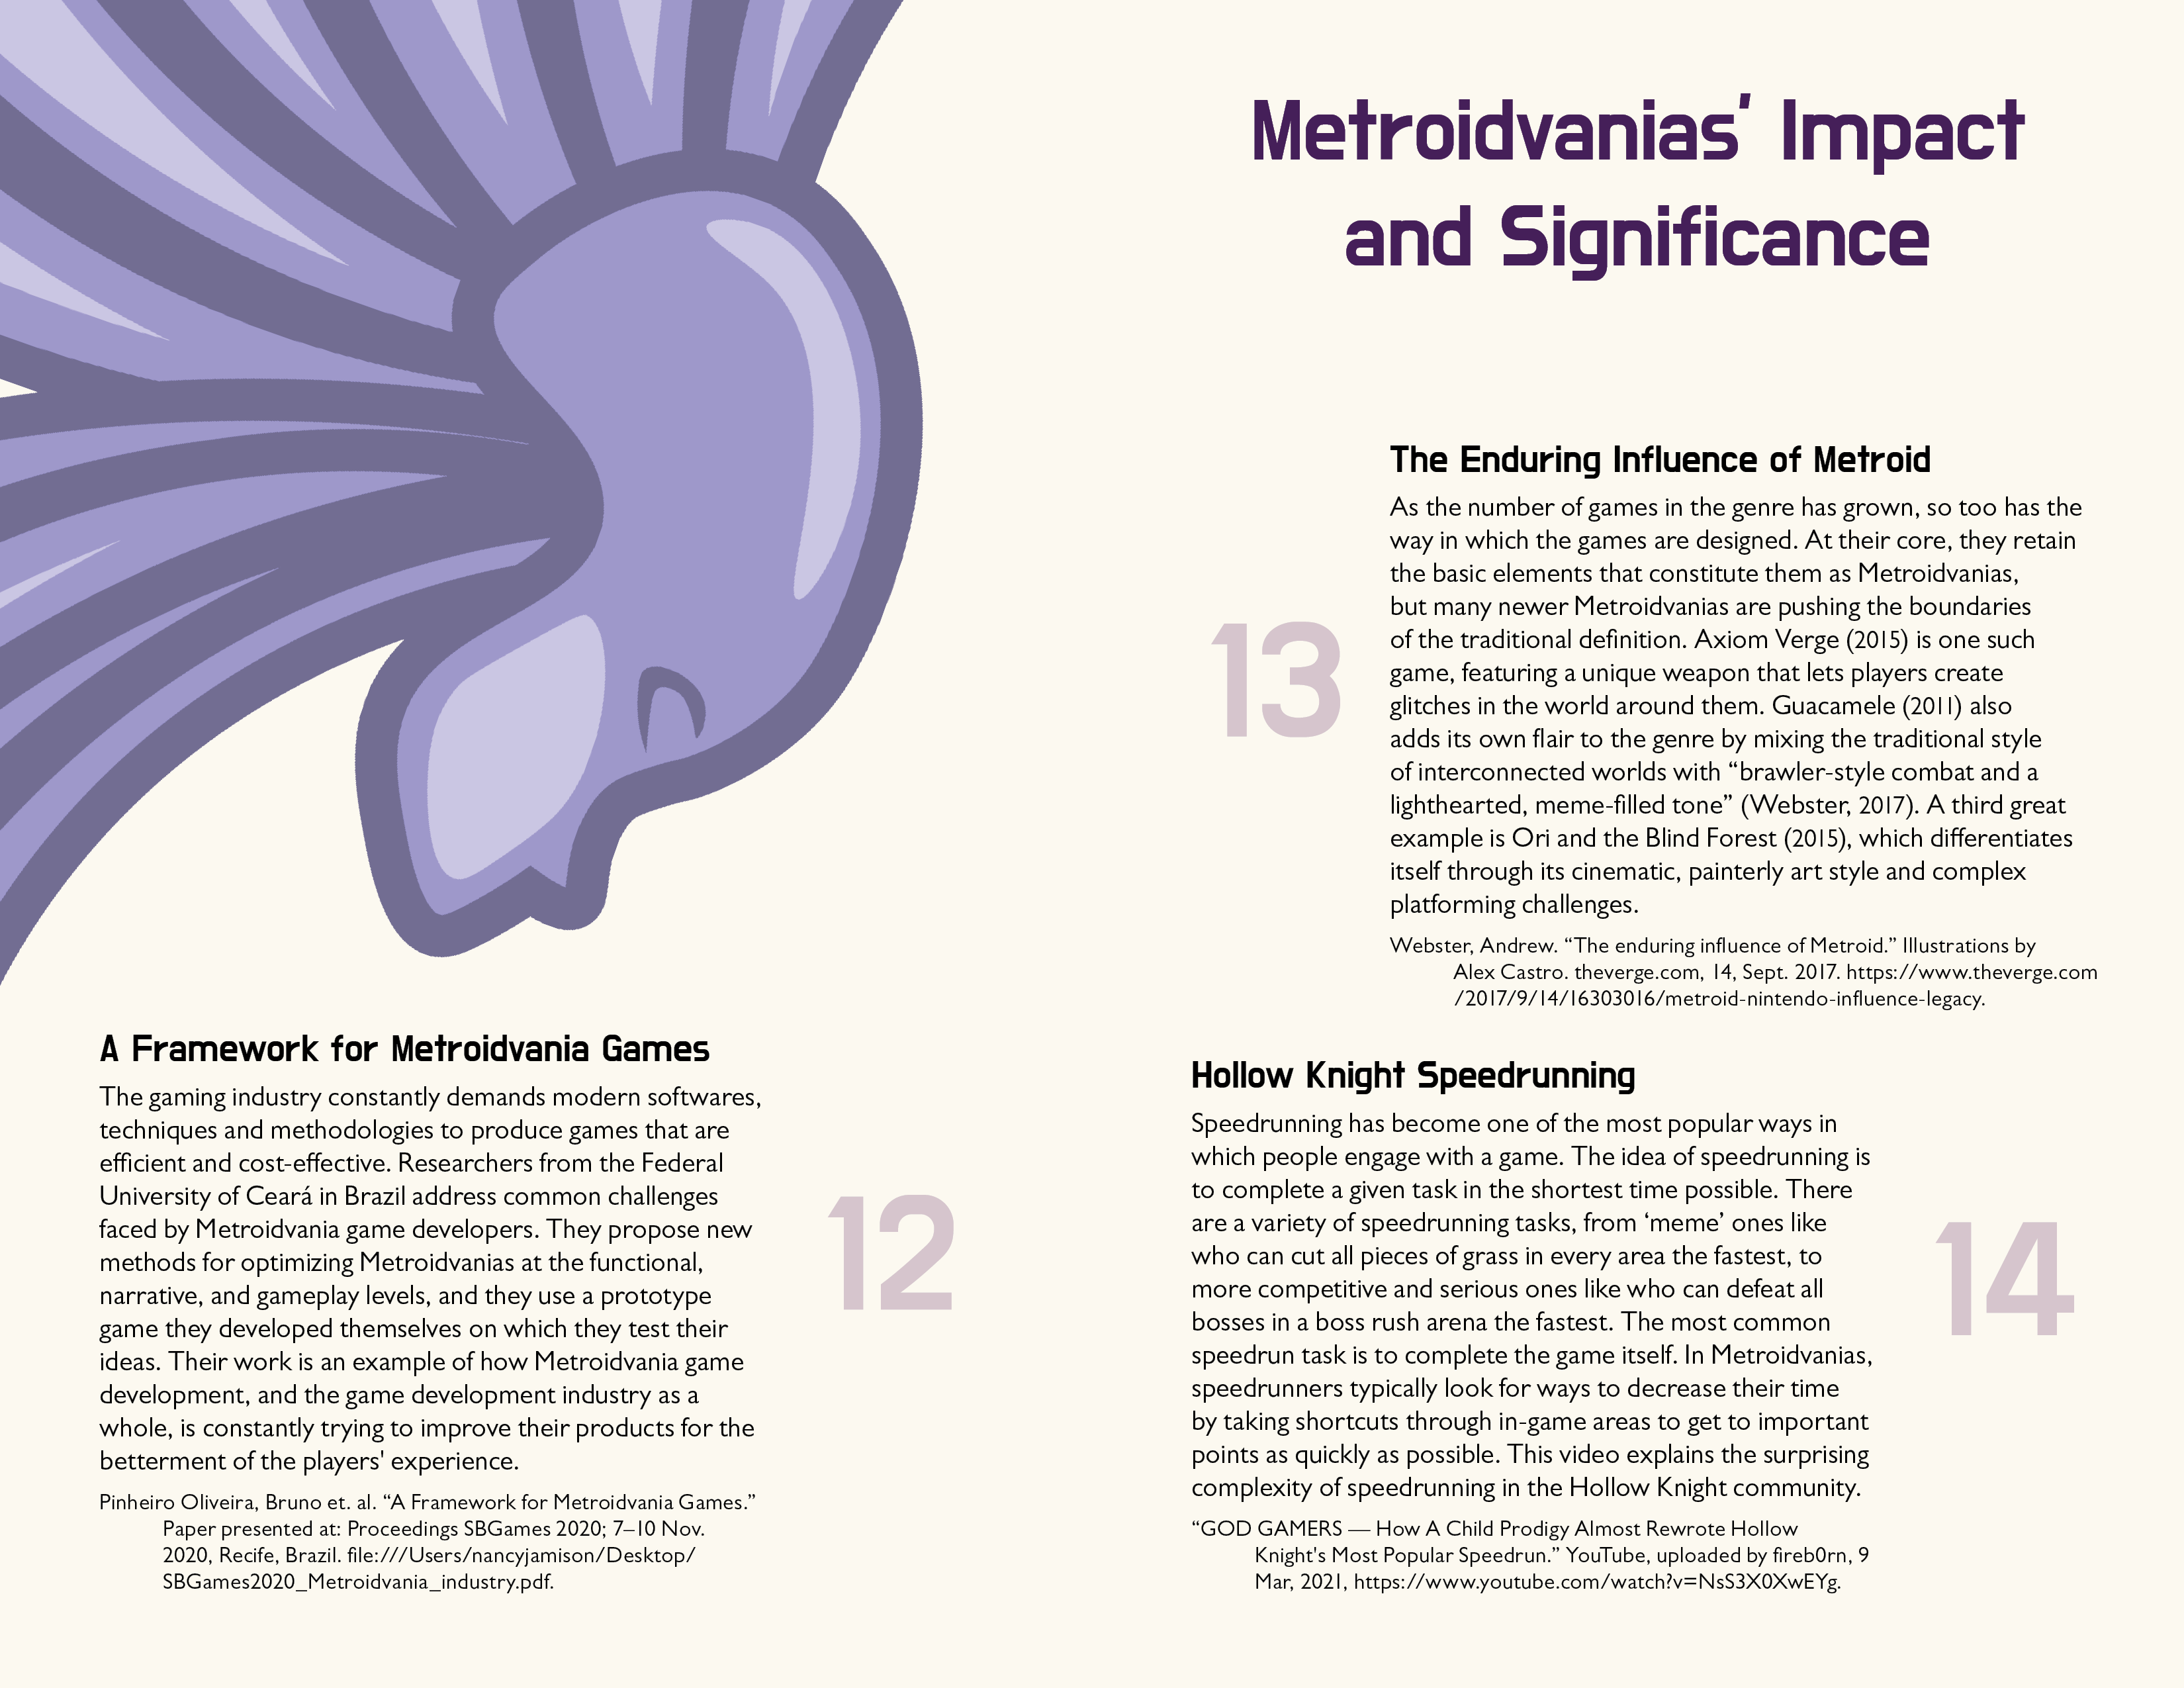 A Framework for Metroidvania Games
The gaming industry constantly demands modern softwares,
techniques and methodologies to produce games that are
efficient and cost-effective. Researchers from the Federal
University of Ceará in Brazil address common challenges
faced by Metroidvania game developers. They propose new
methods for optimizing Metroidvanias at the functional,
narrative, and gameplay levels, and they use a prototype
game they developed themselves on which they test their
ideas. Their work is an example of how Metroidvania game
development, and the game development industry as a
whole, is constantly trying to improve their products for the
betterment of the players' experience.
Pinheiro Oliveira, Bruno et. al. “A Framework for Metroidvania Games.”
Paper presented at: Proceedings SBGames 2020; 7–10 Nov.
2020, Recife, Brazil. file:///Users/nancyjamison/Desktop/
SBGames2020_Metroidvania_industry.pdf.
12
Metroidvanias’ Impact
and Significance
The Enduring Influence of Metroid
As the number of games in the genre has grown, so too has the
way in which the games are designed. At their core, they retain
the basic elements that constitute them as Metroidvanias,
but many newer Metroidvanias are pushing the boundaries
of the traditional definition. Axiom Verge (2015) is one such
game, featuring a unique weapon that lets players create
glitches in the world around them. Guacamele (2011) also
adds its own flair to the genre by mixing the traditional style
of interconnected worlds with “brawler-style combat and a
lighthearted, meme-filled tone” (Webster, 2017). A third great
example is Ori and the Blind Forest (2015), which differentiates
itself through its cinematic, painterly art style and complex
platforming challenges.
Webster, Andrew. “The enduring influence of Metroid.” Illustrations by
Alex Castro. theverge.com, 14, Sept. 2017. https://www.theverge.com
/2017/9/14/16303016/metroid-nintendo-influence-legacy.
13
Hollow Knight Speedrunning
Speedrunning has become one of the most popular ways in
which people engage with a game. The idea of speedrunning is
to complete a given task in the shortest time possible. There
are a variety of speedrunning tasks, from ‘meme’ ones like
who can cut all pieces of grass in every area the fastest, to
more competitive and serious ones like who can defeat all
bosses in a boss rush arena the fastest. The most common
speedrun task is to complete the game itself. In Metroidvanias,
speedrunners typically look for ways to decrease their time
by taking shortcuts through in-game areas to get to important
points as quickly as possible. This video explains the surprising
complexity of speedrunning in the Hollow Knight community.
“GOD GAMERS — How A Child Prodigy Almost Rewrote Hollow
Knight's Most Popular Speedrun.” YouTube, uploaded by fireb0rn, 9
Mar, 2021, https://www.youtube.com/watch?v=NsS3X0XwEYg.
14